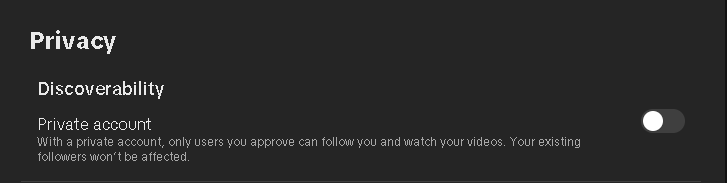 Privacy
Discoverability
Private account
With a private account, only users you approve can follow you and watch your videos. Your existing
followers won't be affected.